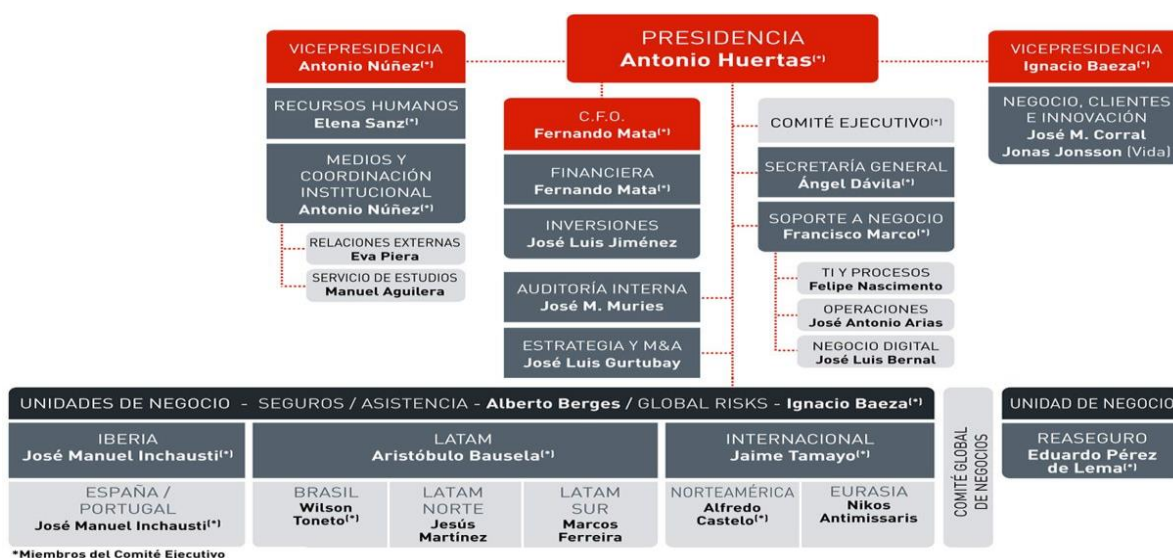 PRESIDENCIA
Antonio Huertas(*)
VICEPRESIDENCIA
Antonio Núñez(*)
RECURSOS HUMANOS
Elena Sanz(*)
MEDIOS Y
COORDINACIÓN
INSTITUCIONAL
Antonio Núñez(*)
RELACIONES EXTERNAS
Eva Piera
SERVICIO DE ESTUDIOS
Manuel Aguilera
C.F.O.
Fernando Mata(*)
FINANCIERA
Fernando Mata(*)
INVERSIONES
José Luis Jiménez
AUDITORÍA INTERNA
José M. Muries
ESTRATEGIA Y M&A
José Luis Gurtubay
COMITÉ EJECUTIVO(*)
SECRETARÍA GENERAL
Ángel Dávila(*)
SOPORTE A NEGOCIO
Francisco Marco(*)
TI Y PROCESOS
Felipe Nascimento
OPERACIONES
José Antonio Arias
NEGOCIO DIGITAL
José Luis Bernal
VICEPRESIDENCIA
Ignacio Baeza(*)
NEGOCIO, CLIENTES
E INNOVACIÓN
José M. Corral
Jonas Jonsson (Vida)
UNIDADES DE NEGOCIO - SEGUROS / ASISTENCIA - Alberto Berges / GLOBAL RISKS - Ignacio Baeza(*)
IBERIA
José Manuel Inchausti(*)
ESPAÑA /
PORTUGAL
José Manuel Inchausti(*)
LATAM
Aristóbulo Bausela(*)
BRASIL
Wilson
Toneto(*)
LATAM
NORTE
Jesús
Martínez
LATAM
SUR
Marcos
Ferreira
INTERNACIONAL
Jaime Tamayo(*)
NORTEAMÉRICA
Alfredo
Castelo(*)
EURASIA
Nikos
Antimissaris
COMITÉ GLOBAL
DE NEGOCIOS
UNIDAD DE NEGOCIO
REASEGURO
Eduardo Pérez
de Lema(*)
*Miembros del Comité Ejecutivo